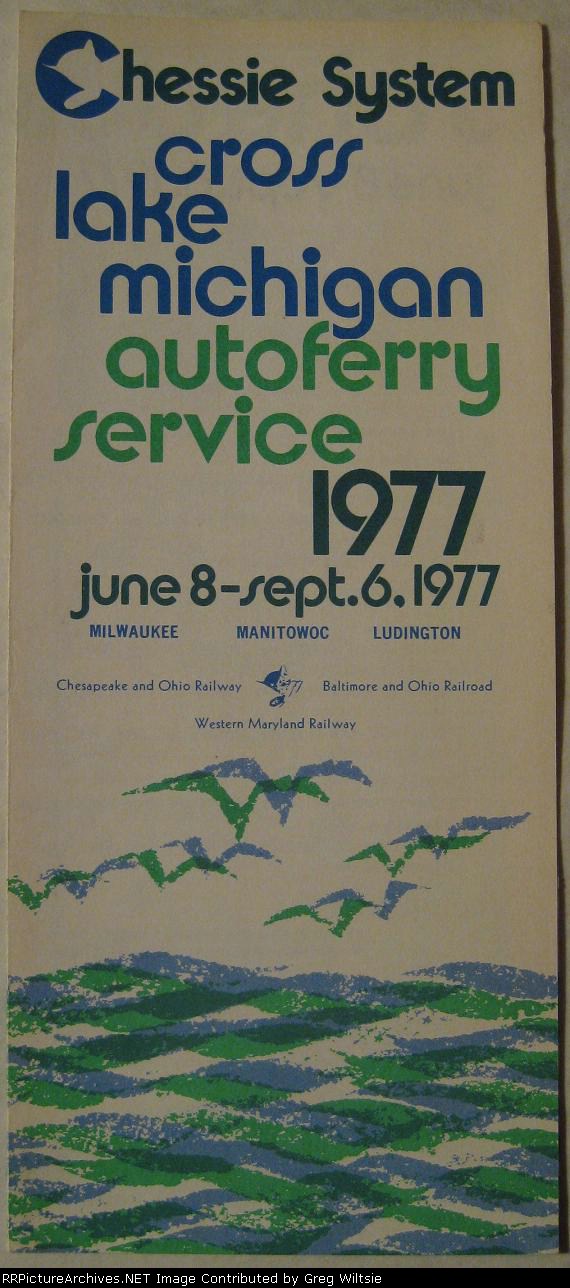 Chessie System
cross
lake
michigan
autoferry
service
1977
june 8-sept.6,1977
MILWAUKEE MANITOWOC LUDINGTON
Chesapeake and Ohio Railway Baltimore and Ohio Railroad
Western Maryland Railway
RRPictureArchives.NET Image Contributed by Greg Wiltsie